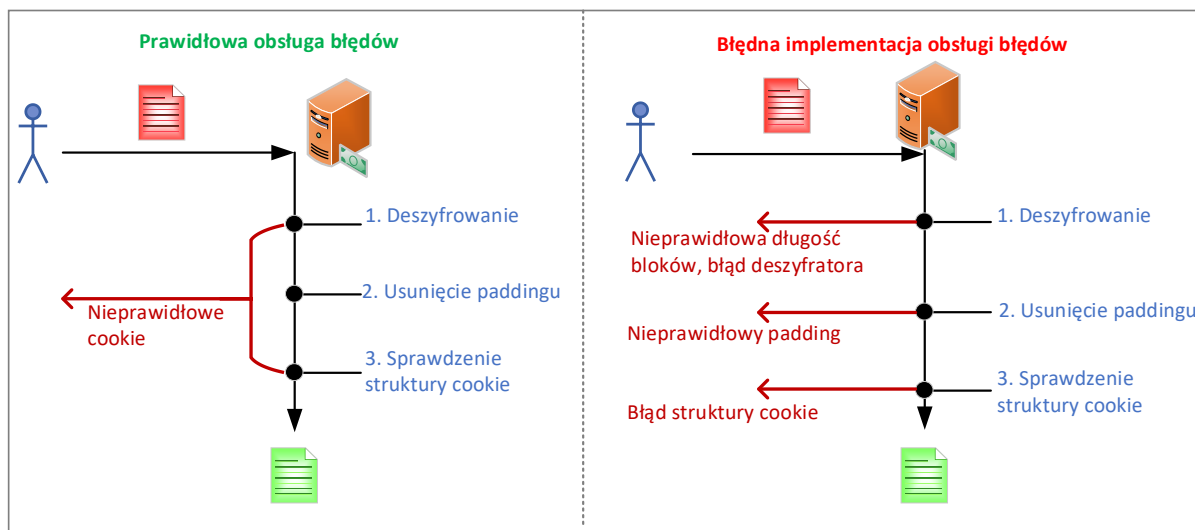 Prawidłowa obsługa błędów
1. Deszyfrowanie
2. Usunięcie paddingu
Nieprawidłowe
cookie
3. Sprawdzenie
struktury cookie
Błędna implementacja obsługi błędów
1. Deszyfrowanie
Nieprawidłowa długość
bloków, błąd deszyfratora
2. Usunięcie paddingu
Nieprawidłowy padding
3. Sprawdzenie
struktury cookie
Błąd struktury cookie